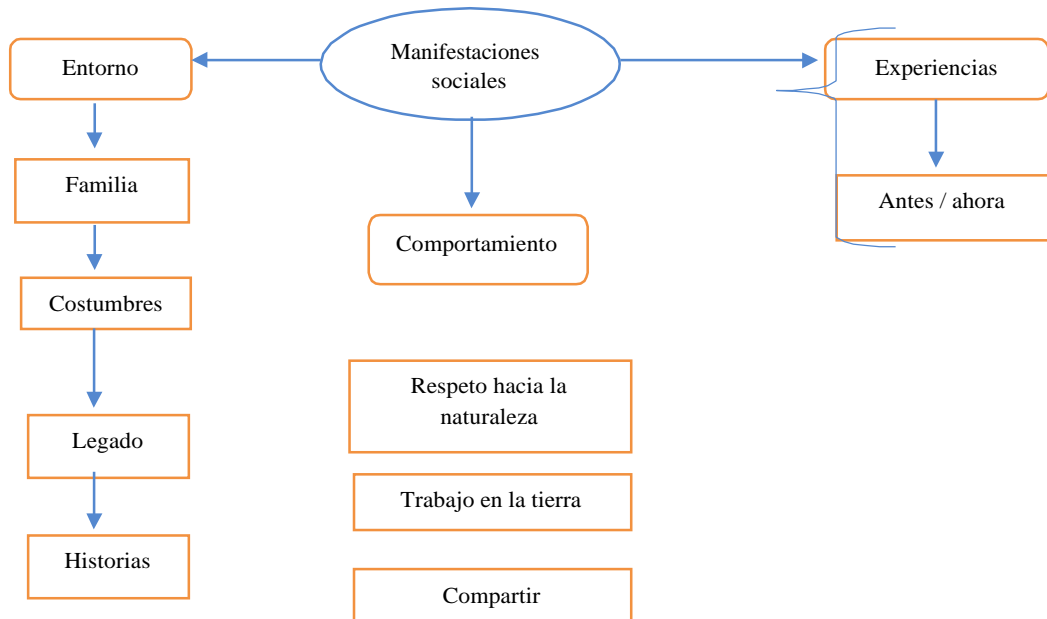 Manifestaciones
sociales
Entorno
Experiencias
Familia
Antes / ahora
Comportamiento
Costumbres
Respeto hacia la
naturaleza
Legado
Trabajo en la tierra
Historias
Compartir